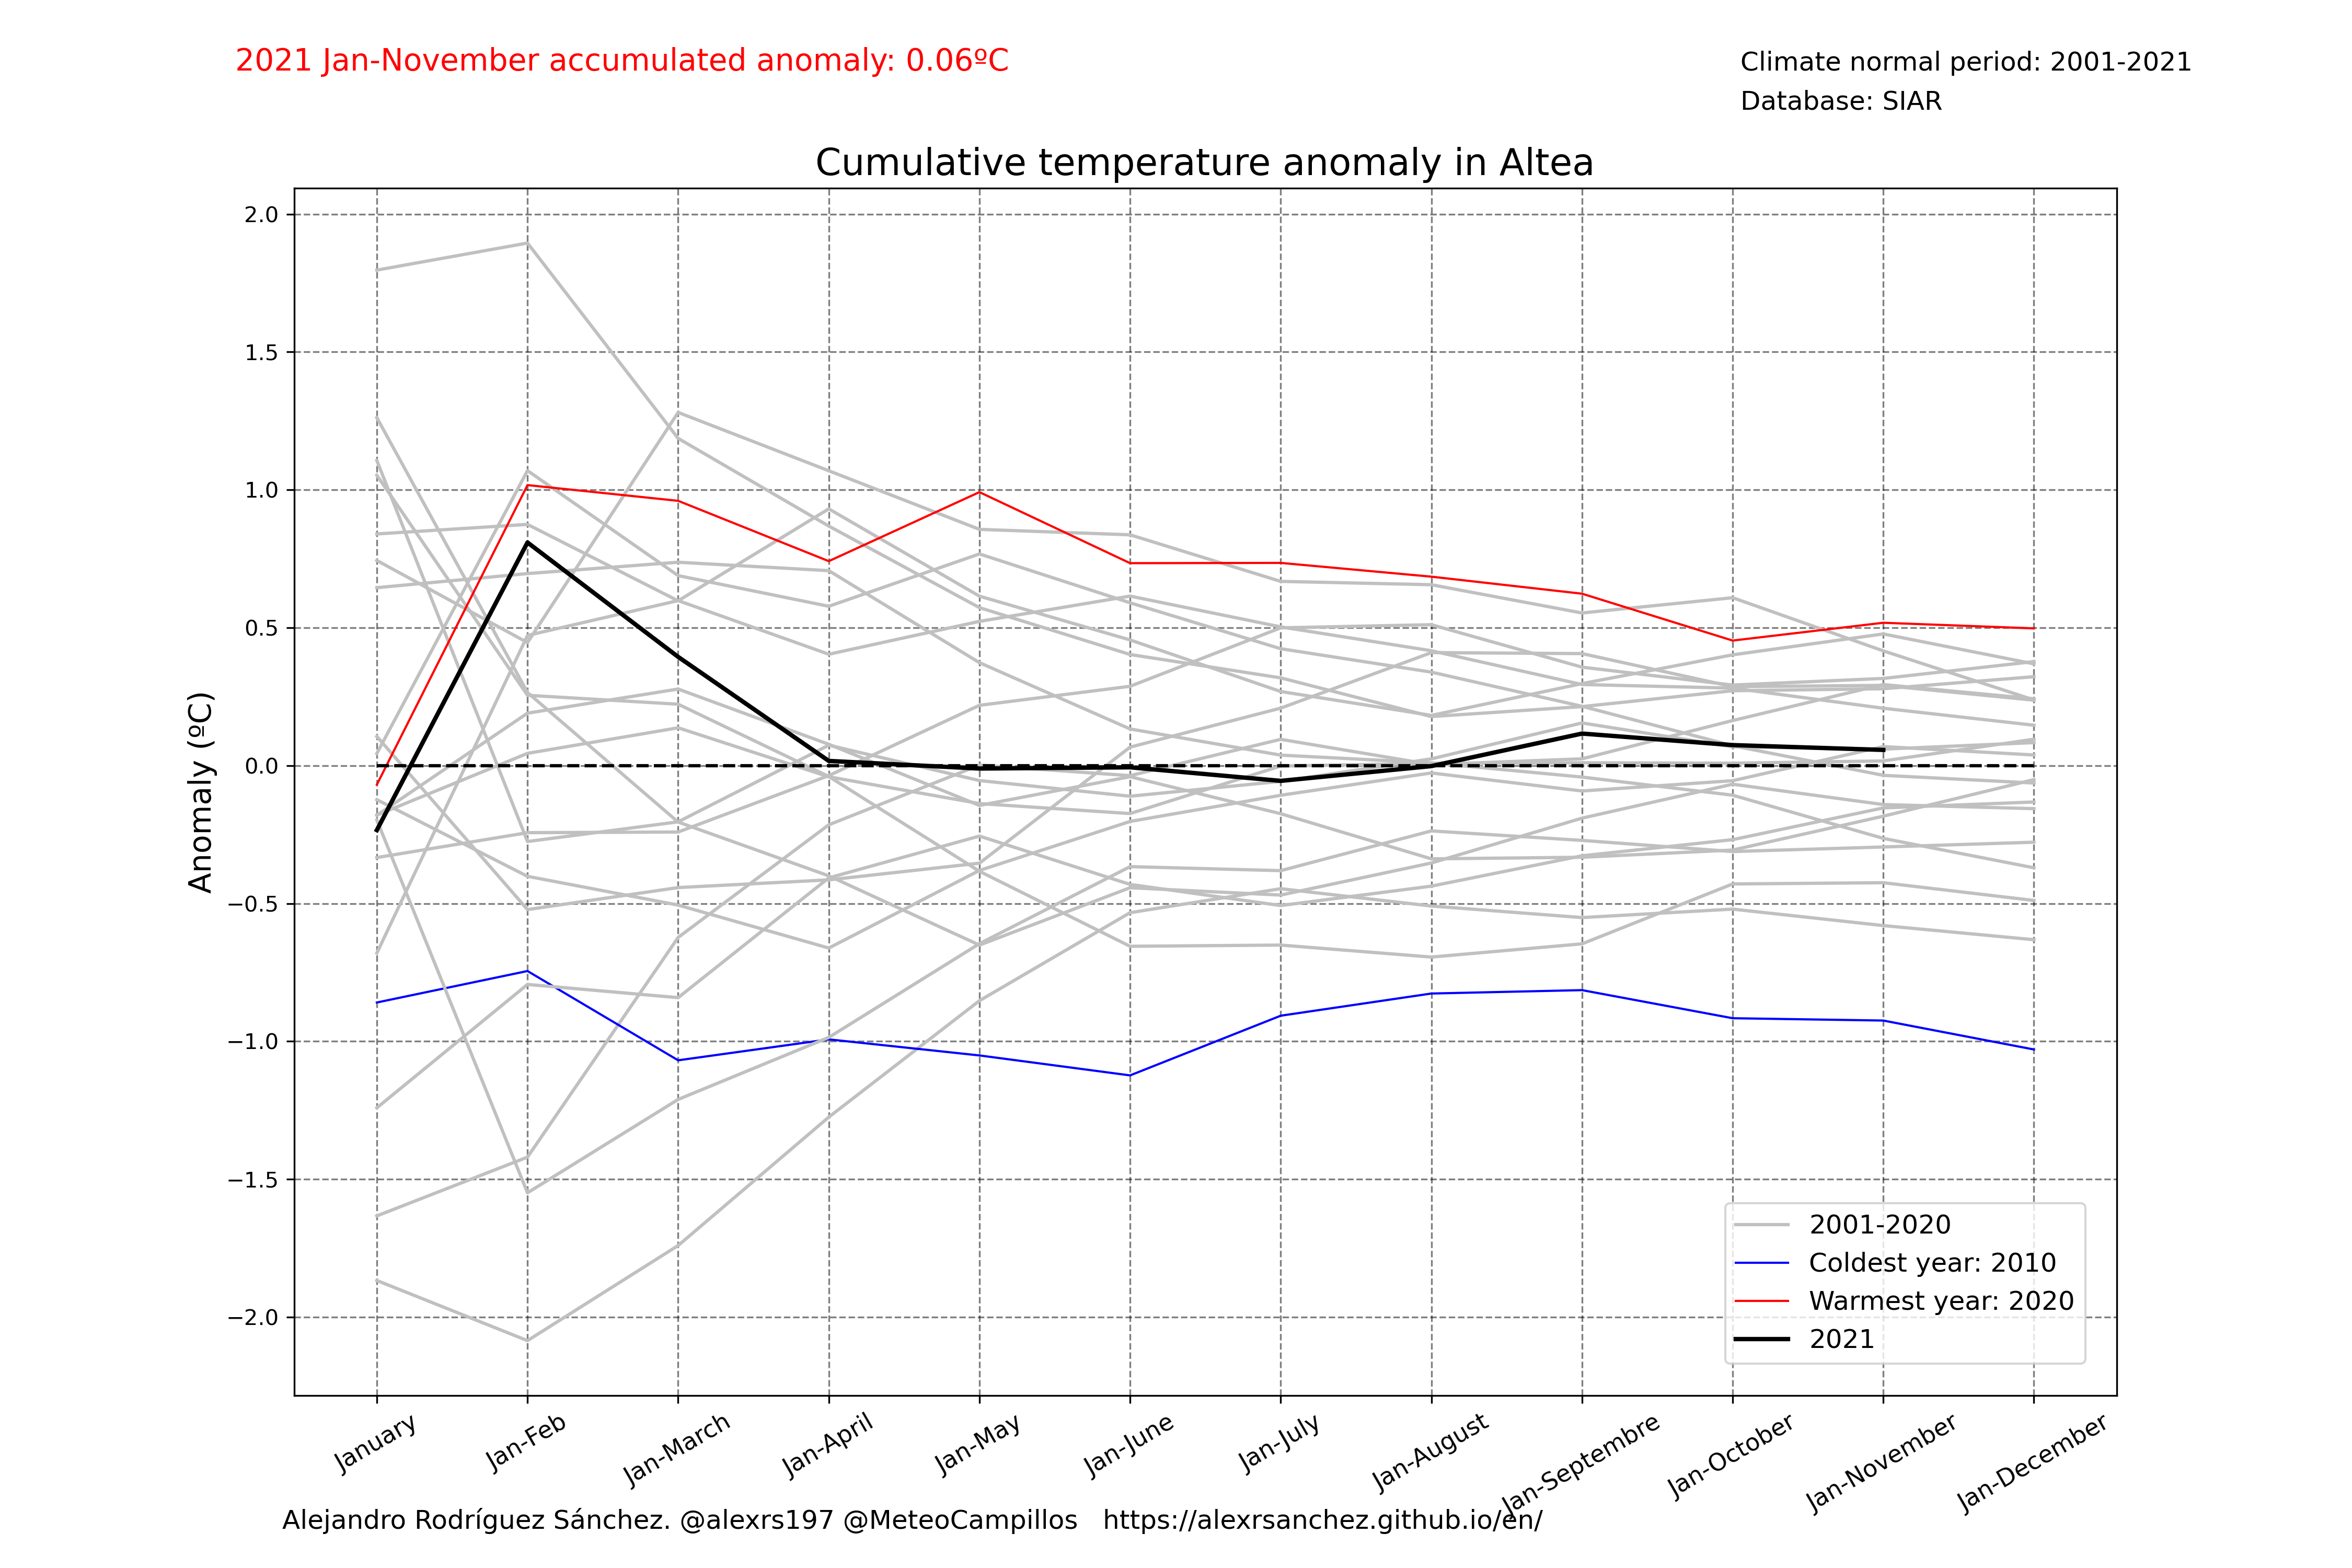 2021 Jan-November accumulated anomaly: 0.06ºC
Climate normal period: 2001-2021
Database: SIAR
Cumulative temperature anomaly in Altea
Anomaly (ºC)
2.0
1.5
1.0
0.5
0.0
−0.5
−1.0
−1.5
−2.0
2001-2020
Coldest year: 2010
Warmest year: 2020
2021
January
Jan-Feb
Jan-March
Jan-April
Jan-May
Jan-June
Jan-July
Jan-August
Jan-Septembre
Jan-October
Jan-November
Jan-December
Alejandro Rodríguez Sánchez. @alexrs197 @MeteoCampillos https://alexrsanchez.github.io/en/